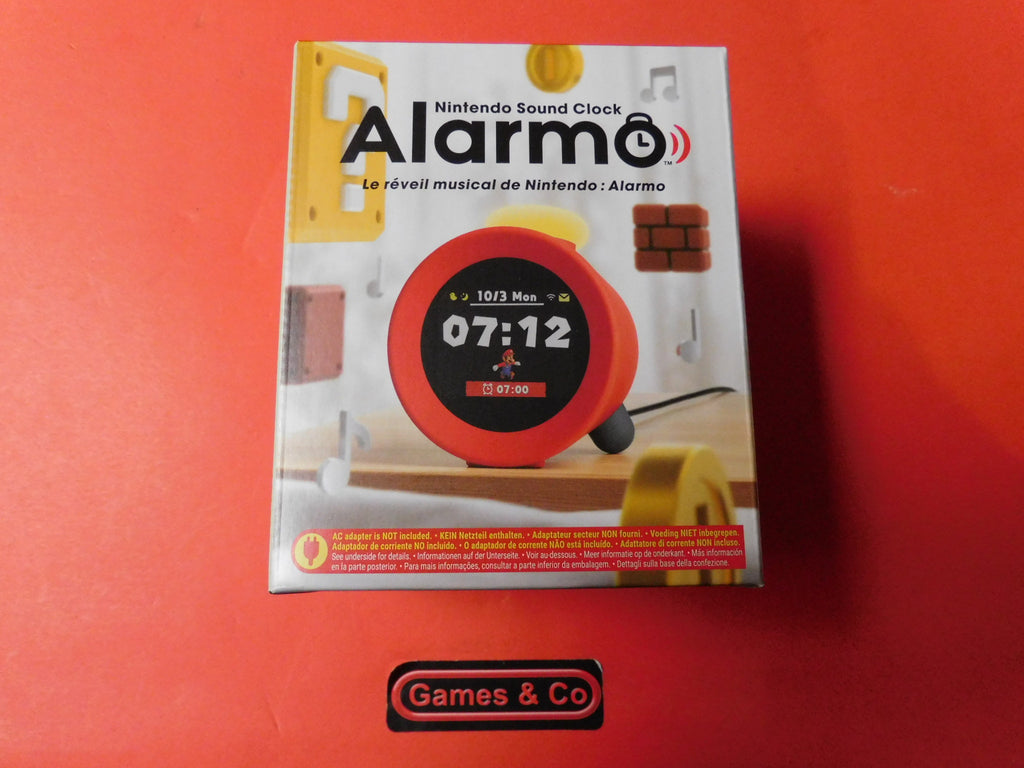 Nintendo Sound Clock
Alarmo
TM
Le réveil musical de Nintendo : Alarmo
10/3 Mon
07:12
07:00
AC adapter is NOT included. • KEIN Netzteil enthalten. • Adaptateur secteur NON fourni. • Voeding NIET inbegrepen.
Adaptador de corriente NO incluido. • O adaptador de corrente NÃO está incluído. • Adattatore di corrente NON incluso.
See underside for details. • Informationen auf der Unterseite. • Voir au-dessous. • Meer informatie op de onderkant. • Más información
en la parte posterior. • Para mais informações, consultar a parte inferior da embalagem. • Dettagli sulla base della confezione.
Games & Co